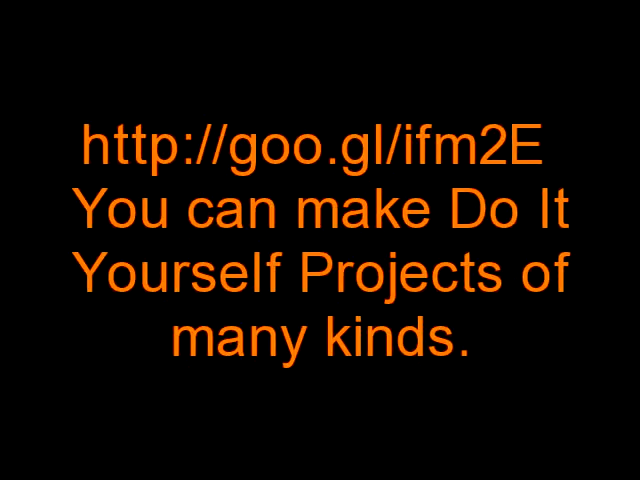 http://goo.gl/ifm2E
You can make Do It
Yourself Projects of
many kinds.